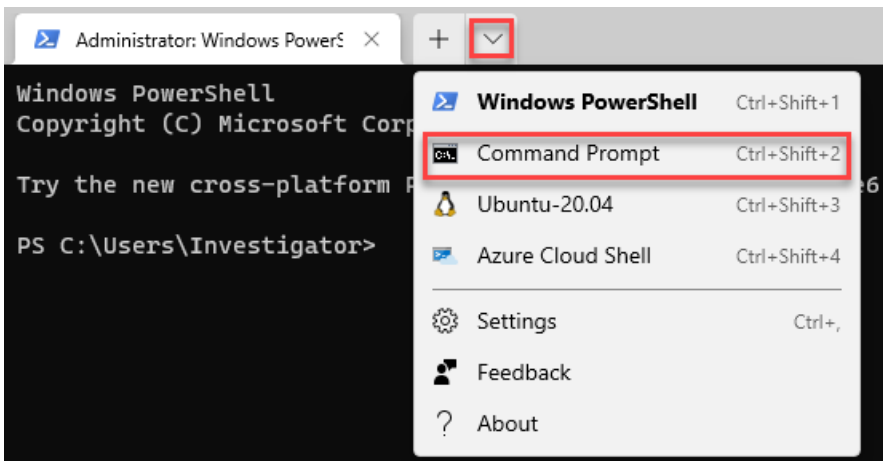 Administrator: Windows PowerS
Windows PowerShell
Copyright (C) Microsoft Corp
Try the new cross-platform P
e6
PS C:\Users\Investigator>
Windows PowerShell Ctrl+Shift+1
Command Prompt Ctrl+Shift+2
Ubuntu-20.04 Ctrl+Shift+3
Azure Cloud Shell Ctrl+Shift+4
Settings Ctrl+,
Feedback
? About